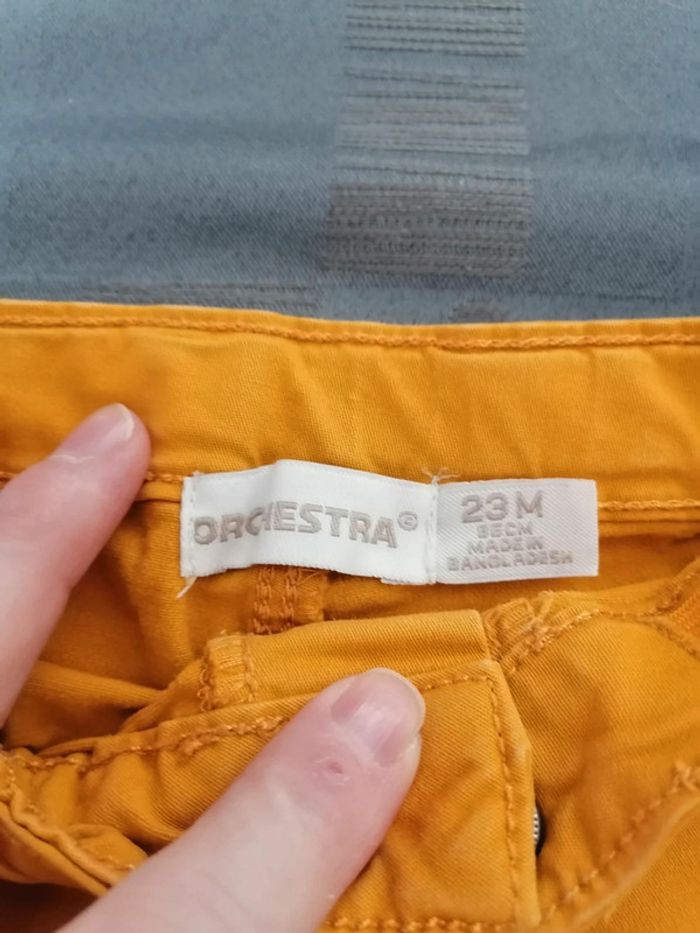 ORCHESTRA©
23 M
86CM
MADE IN
BANGLADESH